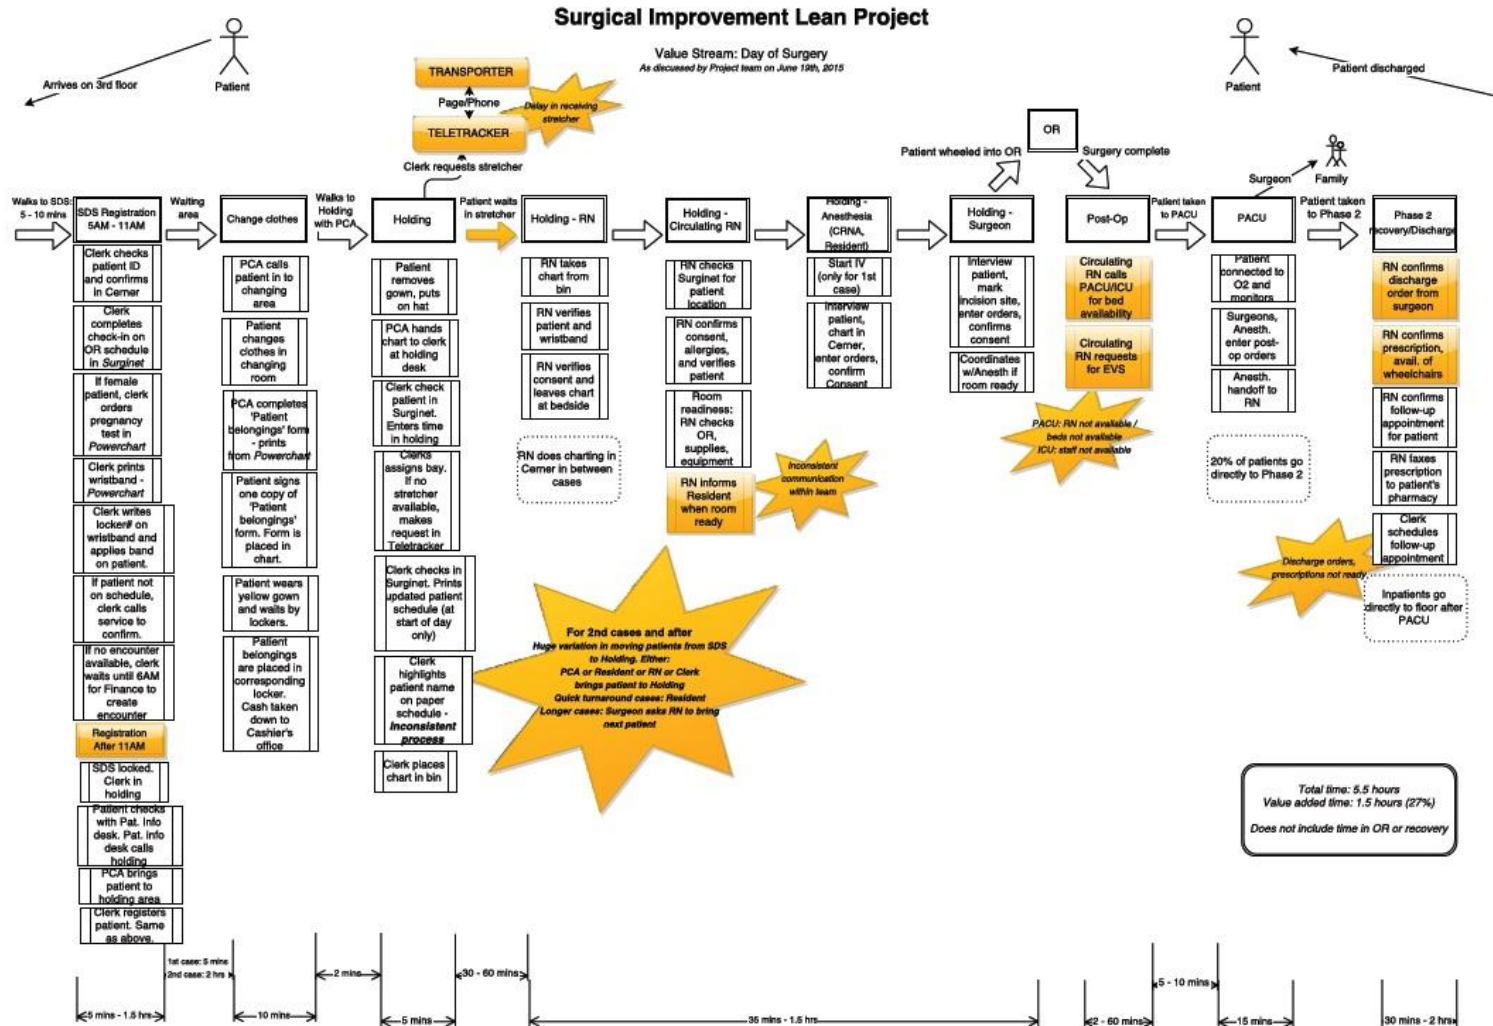 Surgical Improvement Lean Project
Value Stream: Day of Surgery
As discussed by Project team on June 19th, 2015
Arrives on 3rd floor
Patient
TRANSPORTER
Page/Phone
TELETRACKER
Delay in receiving
stretcher
Clerk requests stretcher
Patient
Patient discharged
OR
Patient wheeled into OR
Surgery complete
Surgeon
Family
Walks to SDS:
5 - 10 mins
SDS Registration
5AM - 11AM
Waiting
area
Change clothes
Walks to
Holding
with PCA
Holding
Patient waits
in stretcher
Holding - RN
Holding -
Circulating RN
Holding -
Anesthesia
(CRNA,
Resident)
Holding -
Surgeon
Post-Op
Patient taken
to PACU
PACU
Patient taken
to Phase 2
Phase 2
recovery/Discharge
Clerk checks
patient ID
and confirms
in Cerner
Clerk
completes
check-in on
OR schedule
in Surginet
If female
patient, clerk
orders
pregnancy
test in
Powerchart
Clerk prints
wristband -
Powerchart
Clerk writes
locker# on
wristband and
applies band
on patient.
If patient not
on schedule,
clerk calls
service to
confirm.
If no encounter
available, clerk
waits until 6AM
for Finance to
create
encounter
Registration
After 11AM
SDS locked.
Clerk in
holding
Patient checks
with Pat. Info
desk. Pat. Info
desk calls
holding
PCA brings
patient to
holding area
Clerk registers
patient. Same
as above.
PCA calls
patient in to
changing
area
Patient
changes
clothes in
changing
room
PCA completes
'Patient
belongings' form
- prints
from Powerchart
Patient signs
one copy of
'Patient
belongings'
form. Form is
placed in
chart.
Patient wears
yellow gown
and waits by
lockers.
Patient
belongings
are placed in
corresponding
locker.
Cash taken
down to
Cashier's
office
Patient
removes
gown, puts
on hat
PCA hands
chart to clerk
at holding
desk
Clerk check
patient in
Surginet.
Enters time
in holding
Clerks
assigns bay.
If no
stretcher
available,
makes
request in
Teletracker
Clerk checks in
Surginet. Prints
updated patient
schedule (at
start of day
only)
Clerk
highlights
patient name
on paper
schedule -
Inconsistent
process
Clerk places
chart in bin
RN takes
chart from
bin
RN verifies
patient and
wristband
RN verifies
consent and
leaves chart
at bedside
RN does charting in
Cerner in between
cases
RN checks
Surginet for
patient
location
RN confirms
consent,
allergies,
and verifies
patient
Room
readiness:
RN checks
OR,
supplies,
equipment
RN informs
Resident
when room
ready
Inconsistent
communication
within team
Start IV
(only for 1st
case)
Interview
patient,
chart in
Cerner,
enter orders,
confirm
Consent
Interview
patient,
mark
incision site,
enter orders,
confirms
consent
Coordinates
w/Anesth if
room ready
Circulating
RN calls
PACU/ICU
for bed
availability
Circulating
RN requests
for EVS
PACU: RN not available /
beds not available
ICU: staff not available
Patient
connected to
O2 and
monitors
Surgeons,
Anesth.
enter post-
op orders
Anesth.
handoff to
RN
20% of patients go
directly to Phase 2
RN confirms
discharge
order from
surgeon
RN confirms
prescription,
avail. of
wheelchairs
RN confirms
follow-up
appointment
for patient
RN faxes
prescription
to patient's
pharmacy
Clerk
schedules
follow-up
appointment
Discharge orders,
prescriptions not ready
Inpatients go
directly to floor after
PACU
For 2nd cases and after
Huge variation in moving patients from SDS
to Holding. Either:
PCA or Resident or RN or Clerk
brings patient to Holding
Quick turnaround cases: Resident
Longer cases: Surgeon asks RN to bring
next patient
Total time: 5.5 hours
Value added time: 1.5 hours (27%)
Does not include time in OR or recovery
5 mins - 1.5 hrs
1st case: 5 mins
2nd case: 2 hrs
10 mins
2 mins
5 mins
30 - 60 mins
35 mins - 1.5 hrs
2 - 60 mins
5 - 10 mins
15 mins
30 mins - 2 hrs